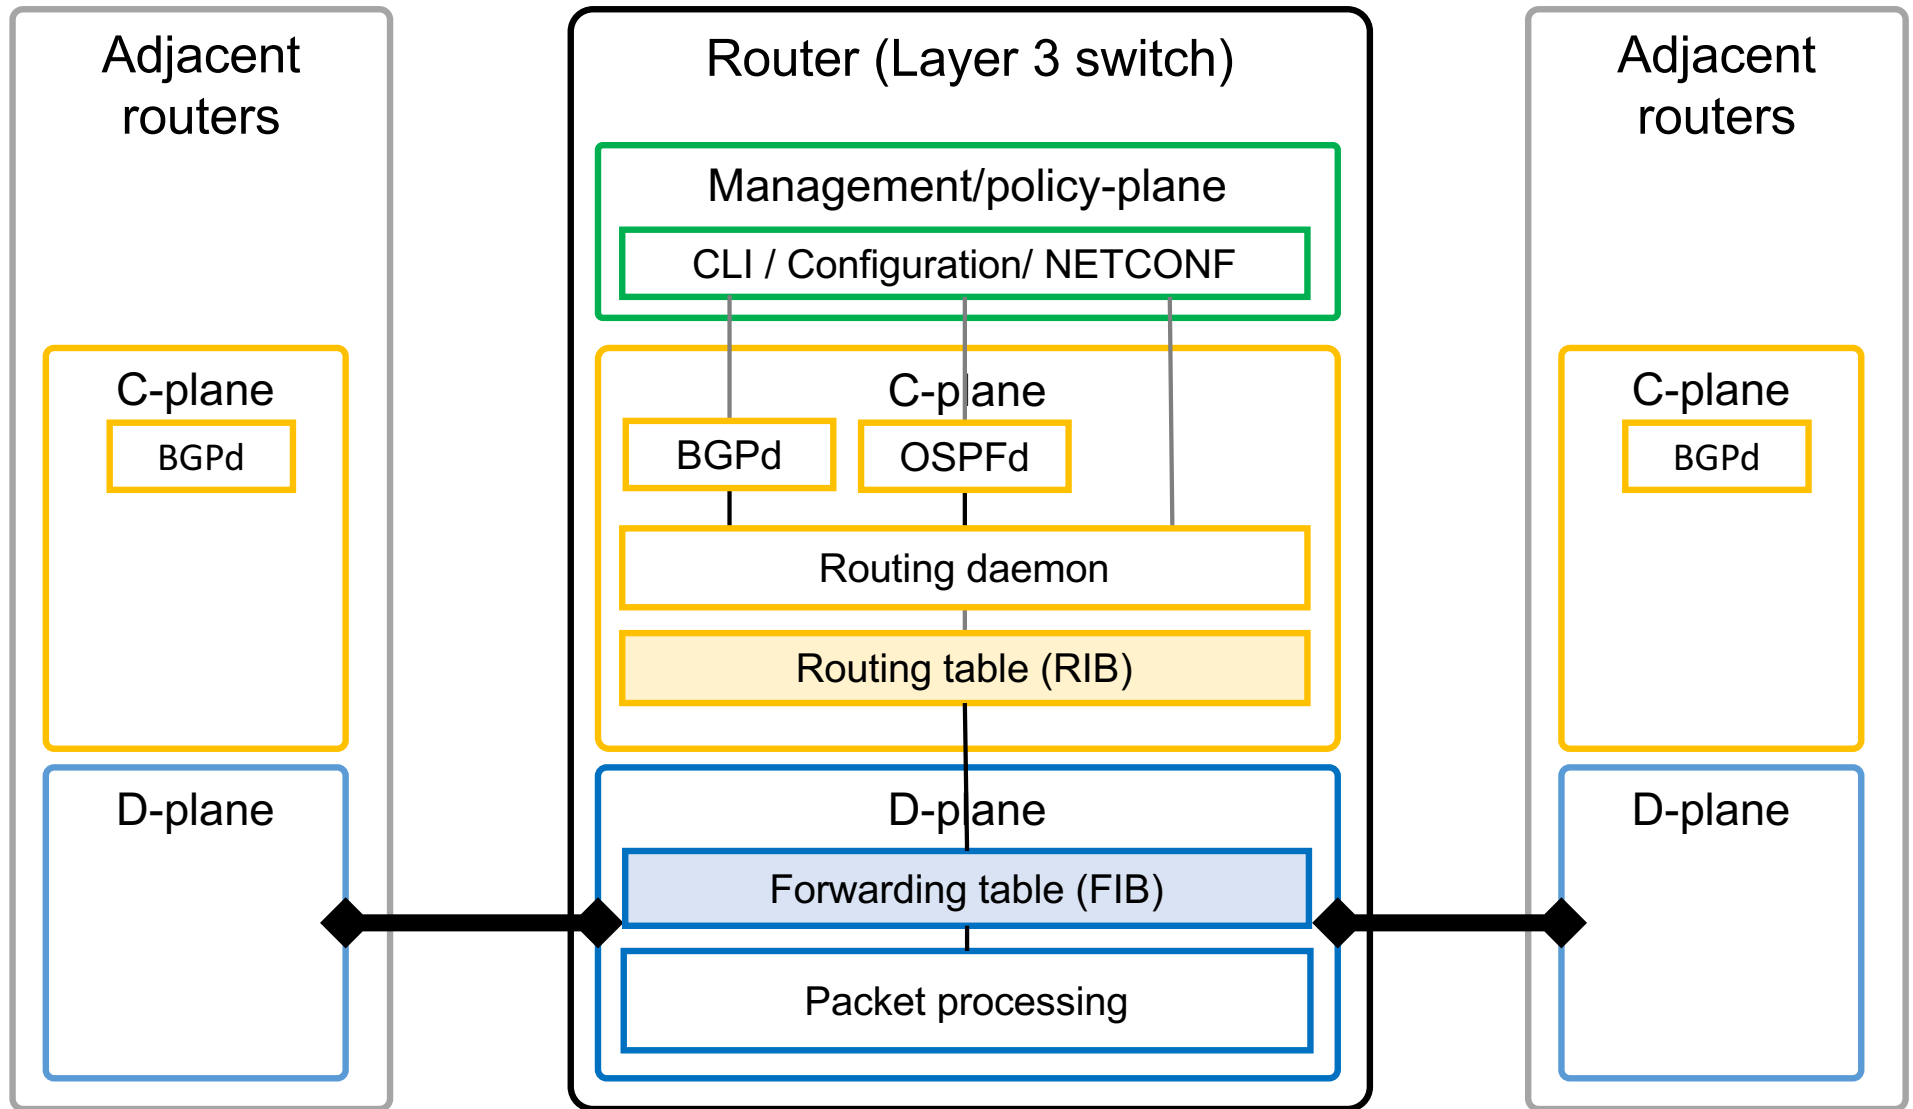 Adjacent
routers
C-plane
BGPd
D-plane
Router (Layer 3 switch)
Management/policy-plane
CLI / Configuration/ NETCONF
C-plane
BGPd
OSPFd
Routing daemon
Routing table (RIB)
D-plane
Forwarding table (FIB)
Packet processing
Adjacent
routers
C-plane
BGPd
D-plane